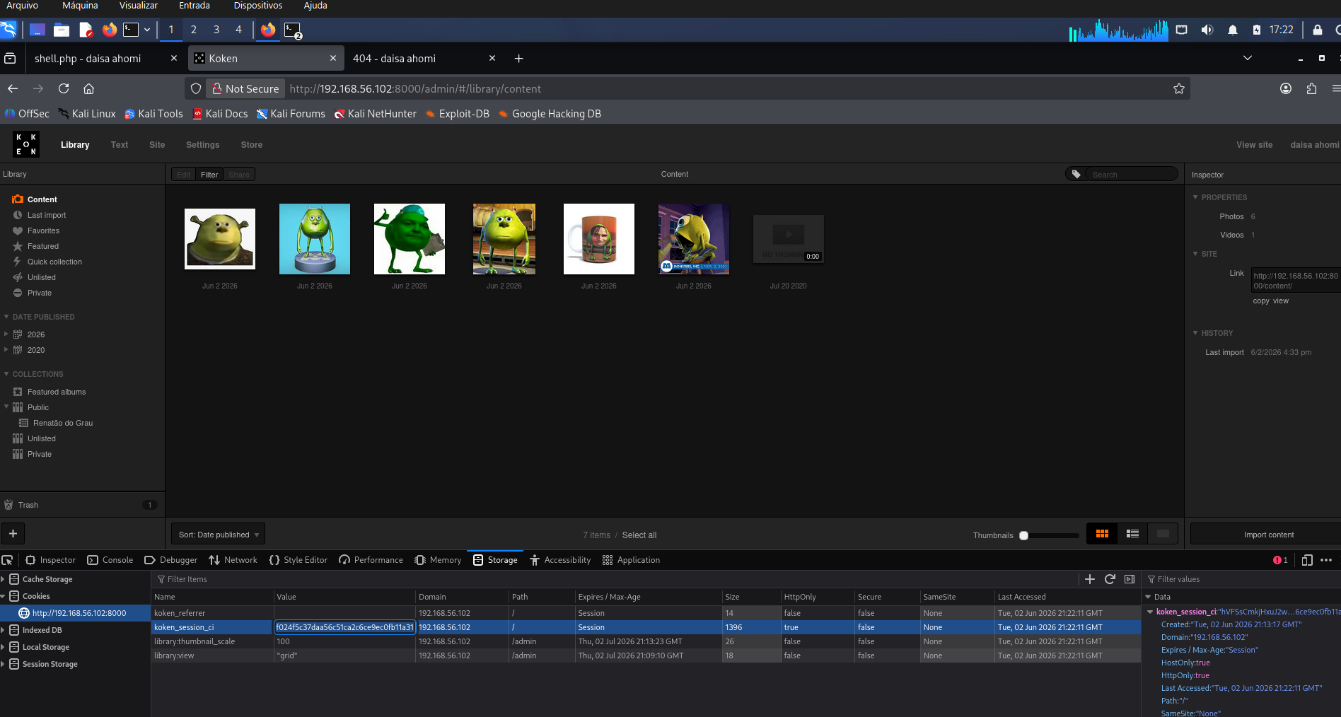 Arquivo Máquina Visualizar Entrada Dispositivos Ajuda
1 2 3 4 2 17:22
shell.php - daisa ahomi Koken 404 - daisa ahomi
Not Secure http://192.168.56.102:8000/admin/#/library/content
OffSec Kali Linux Kali Tools Kali Docs Kali Forums Kali NetHunter Exploit-DB Google Hacking DB
K K O E N Library Text Site Settings Store View site daisa ahomi
Library Edit Filter Share Content Search Inspector
Content
Last import
Favorites
Featured
Quick collection
Unlisted
Private
DATE PUBLISHED
2026
2020
COLLECTIONS
Featured albums
Public
Renatão do Grau
Unlisted
Private
Trash 1
0:00
Jun 2 2026 Jun 2 2026 Jun 2 2026 Jun 2 2026 Jun 2 2026 Jun 2 2026 Jul 20 2020
PROPERTIES
Photos 6
Videos 1
SITE
Link http://192.168.56.102:80
00/content/
copy view
HISTORY
Last import 6/2/2026 4:33 pm
Sort: Date published 7 items / Select all Thumbnails Import content
Inspector Console Debugger Network Style Editor Performance Memory Storage Accessibility Application 1
Cache Storage
Cookies
http://192.168.56.102:8000
Indexed DB
Local Storage
Session Storage
Filter Items
Name Value Domain Path Expires / Max-Age Size HttpOnly Secure SameSite Last Accessed
koken_referrer 192.168.56.102 / Session 14 false false None Tue, 02 Jun 2026 21:22:11 GMT
koken_session_ci f024f5c37daa56c51ca2c6ce9ec0fb11a31 192.168.56.102 / Session 1396 true false None Tue, 02 Jun 2026 21:22:11 GMT
library:thumbnail_scale 100 192.168.56.102 /admin Thu, 02 Jul 2026 21:13:23 GMT 26 false false None Tue, 02 Jun 2026 21:22:11 GMT
library:view "grid" 192.168.56.102 /admin Thu, 02 Jul 2026 21:09:10 GMT 18 false false None Tue, 02 Jun 2026 21:22:11 GMT
Filter values
Data
koken_session_ci:"hVFSsCmkjHxuJ2w...6ce9ec0fb11a
Created:"Tue, 02 Jun 2026 21:13:17 GMT"
Domain:"192.168.56.102"
Expires / Max-Age:"Session"
HostOnly:true
HttpOnly:true
Last Accessed:"Tue, 02 Jun 2026 21:22:11 GMT"
Path:"/"
SameSite:"None"